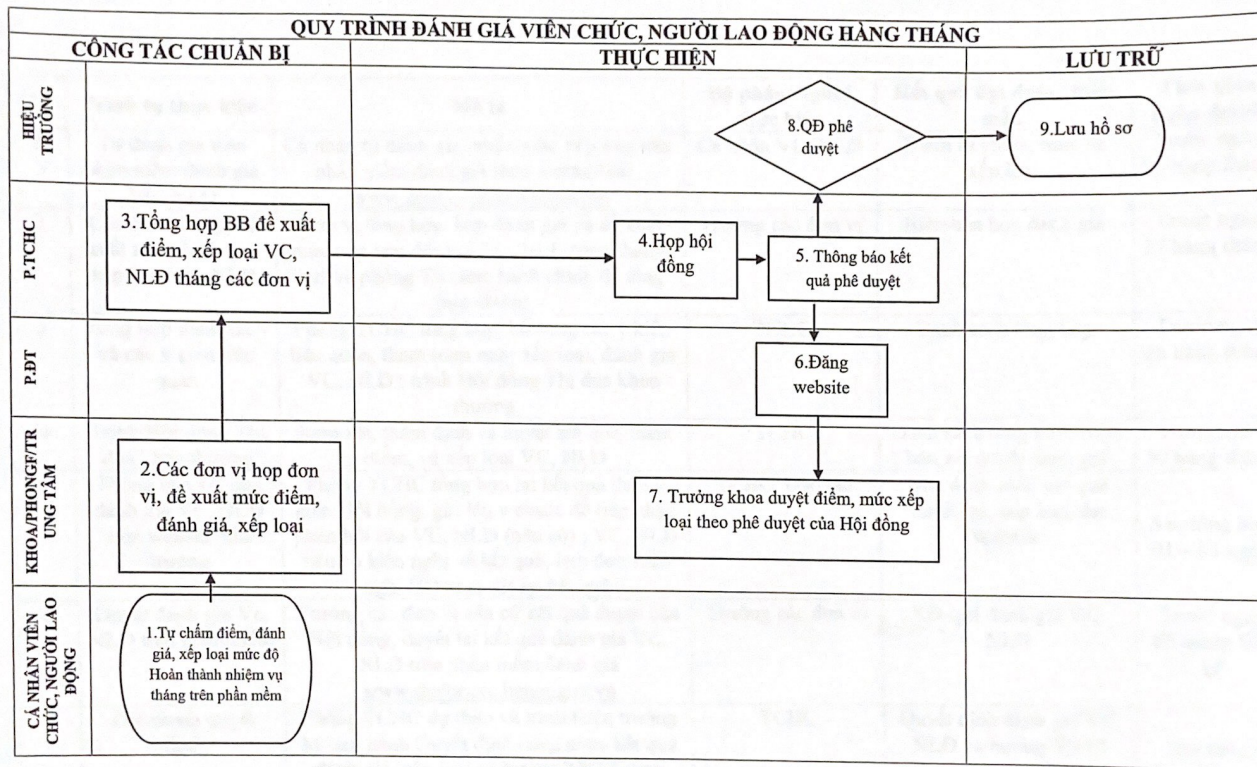 QUY TRÌNH ĐÁNH GIÁ VIÊN CHỨC, NGƯỜI LAO ĐỘNG HÀNG THÁNG
CÔNG TÁC CHUẨN BỊ
THỰC HIỆN
LƯU TRỮ
HIỆU
TRƯỞNG
8.QĐ phê
duyệt
9.Lưu hồ sơ
P.TCHC
3.Tổng hợp BB đề xuất
điểm, xếp loại VC,
NLĐ tháng các đơn vị
4.Họp hội
đồng
5. Thông báo kết
quả phê duyệt
P.ĐT
6.Đăng
website
KHOA/PHONGF/TR
UNG TÂM
2.Các đơn vị họp đơn
vị, đề xuất mức điểm,
đánh giá, xếp loại
7. Trưởng khoa duyệt điểm, mức xếp
loại theo phê duyệt của Hội đồng
CÁ NHÂN VIÊN
CHỨC, NGƯỜI LAO
ĐỘNG
1.Tự chấm điểm, đánh
giá, xếp loại mức độ
Hoàn thành nhiệm vụ
tháng trên phần nềm